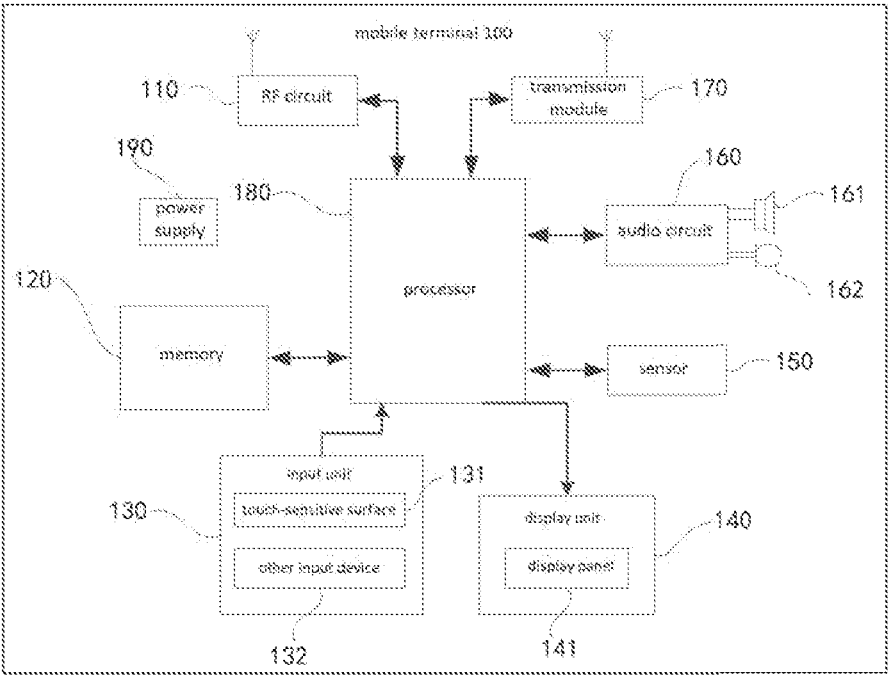 mobile terminal 100
110
RF circuit
transmission
module
170
190
power
supply
180
160
161
audio circuit
162
processor
120
memory
sensor
150
input unit
131
130
touch-sensitive surface
other input device
132
display unit
140
display panel
141